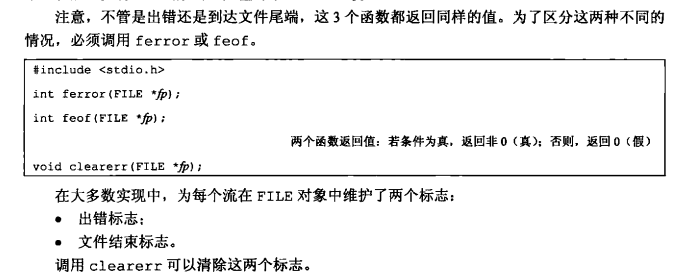 注意，不管是出错还是到达文件尾端，这3个函数都返回同样的值。为了区分这两种不同的
情况，必须调用 ferror 或 feof。
#include <stdio.h>
int ferror(FILE *fp);
int feof(FILE *fp);
两个函数返回值：若条件为真，返回非0（真）；否则，返回0（假）
void clearerr(FILE *fp);
在大多数实现中，为每个流在 FILE 对象中维护了两个标志：
• 出错标志；
• 文件结束标志。
调用 clearerr 可以清除这两个标志。